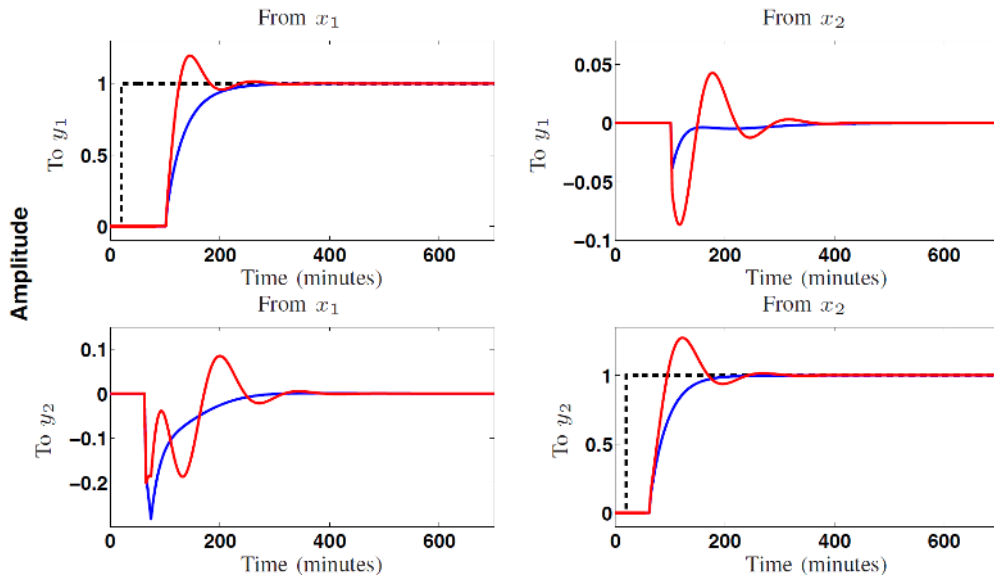 From x₁
To y₁
1
0.5
0
0
200
400
600
Time (minutes)
From x₂
To y₁
0.05
0
−0.05
−0.1
0
200
400
600
Time (minutes)
Amplitude
From x₁
To y₂
0.1
0
−0.1
−0.2
0
200
400
600
Time (minutes)
From x₂
To y₂
1
0.5
0
0
200
400
600
Time (minutes)